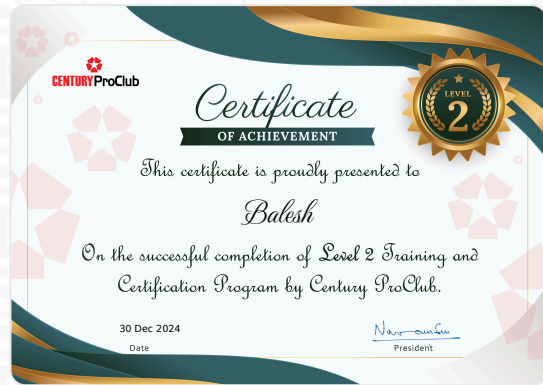 CENTURY ProClub
Certificate
OF ACHIEVEMENT
LEVEL
2
This certificate is proudly presented to
Balesh
On the successful completion of Level 2 Training and
Certification Program by Century ProClub.
30 Dec 2024
Date
President